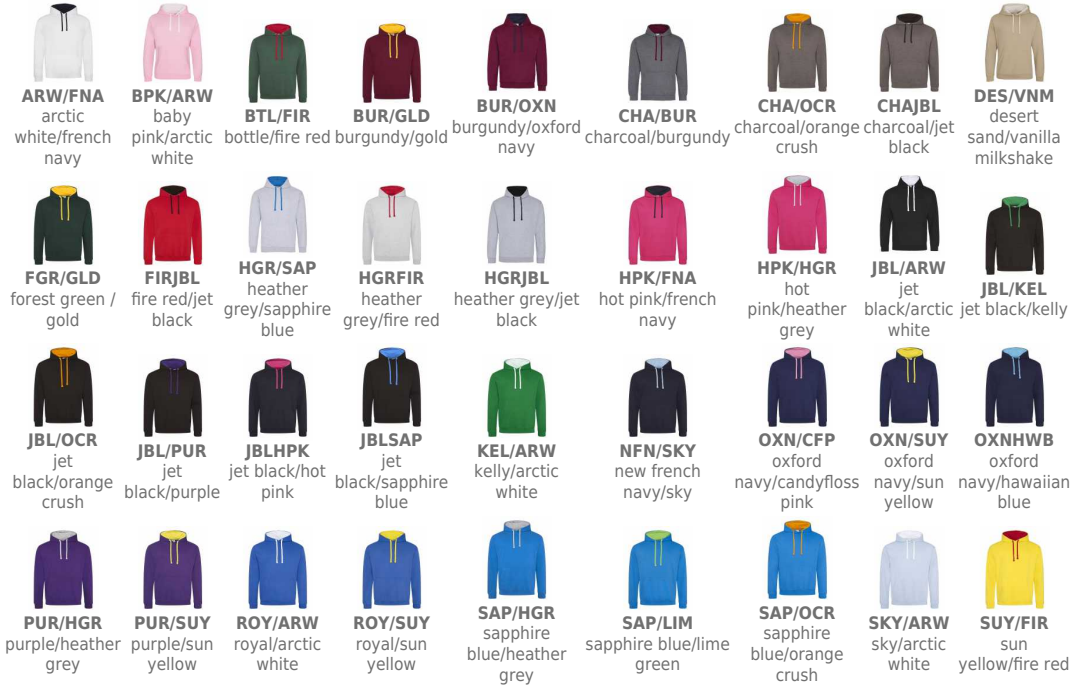 ARW/FNA
arctic
white/french
navy
BPK/ARW
baby
pink/arctic
white
BTL/FIR
bottle/fire red
BUR/GLD
burgundy/gold
BUR/OXN
burgundy/oxford
navy
CHA/BUR
charcoal/burgundy
CHA/OCR
charcoal/orange
crush
CHAJBL
charcoal/jet
black
DES/VNM
desert
sand/vanilla
milkshake
FGR/GLD
forest green /
gold
FIRJBL
fire red/jet
black
HGR/SAP
heather
grey/sapphire
blue
HGRFIR
heather
grey/fire red
HGRJBL
heather grey/jet
black
HPK/FNA
hot pink/french
navy
HPK/HGR
hot
pink/heather
grey
JBL/ARW
jet
black/arctic
white
JBL/KEL
jet black/kelly
JBL/OCR
jet
black/orange
crush
JBL/PUR
jet
black/purple
JBLHPK
jet black/hot
pink
JBLSAP
jet
black/sapphire
blue
KEL/ARW
kelly/arctic
white
NFN/SKY
new french
navy/sky
OXN/CFP
oxford
navy/candyfloss
pink
OXN/SUY
oxford
navy/sun
yellow
OXNHWB
oxford
navy/hawaiian
blue
PUR/HGR
purple/heather
grey
PUR/SUY
purple/sun
yellow
ROY/ARW
royal/arctic
white
ROY/SUY
royal/sun
yellow
SAP/HGR
sapphire
blue/heather
grey
SAP/LIM
sapphire blue/lime
green
SAP/OCR
sapphire
blue/orange
crush
SKY/ARW
sky/arctic
white
SUY/FIR
sun
yellow/fire red